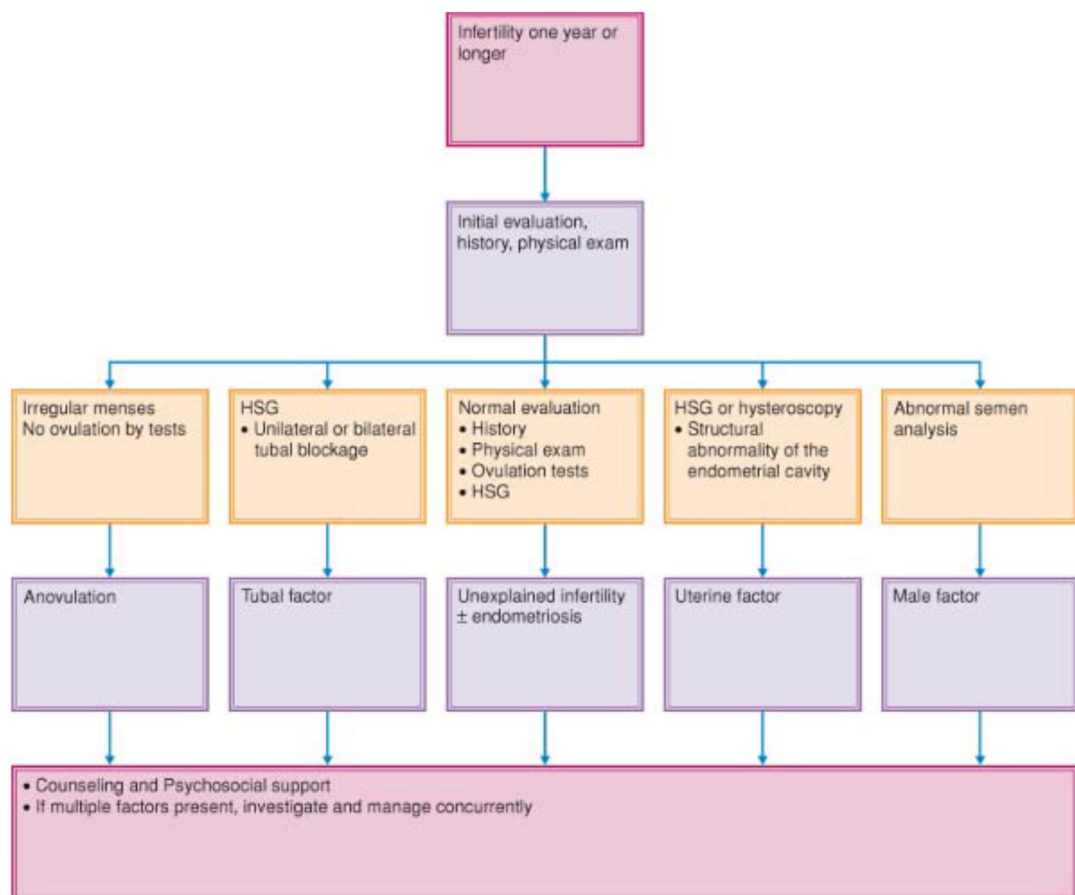 Infertility one year or
longer
Initial evaluation,
history, physical exam
Irregular menses
No ovulation by tests
HSG
• Unilateral or bilateral
tubal blockage
Normal evaluation
• History
• Physical exam
• Ovulation tests
• HSG
HSG or hysteroscopy
• Structural
abnormality of the
endometrial cavity
Abnormal semen
analysis
Anovulation
Tubal factor
Unexplained infertility
± endometriosis
Uterine factor
Male factor
• Counseling and Psychosocial support
• If multiple factors present, investigate and manage concurrently